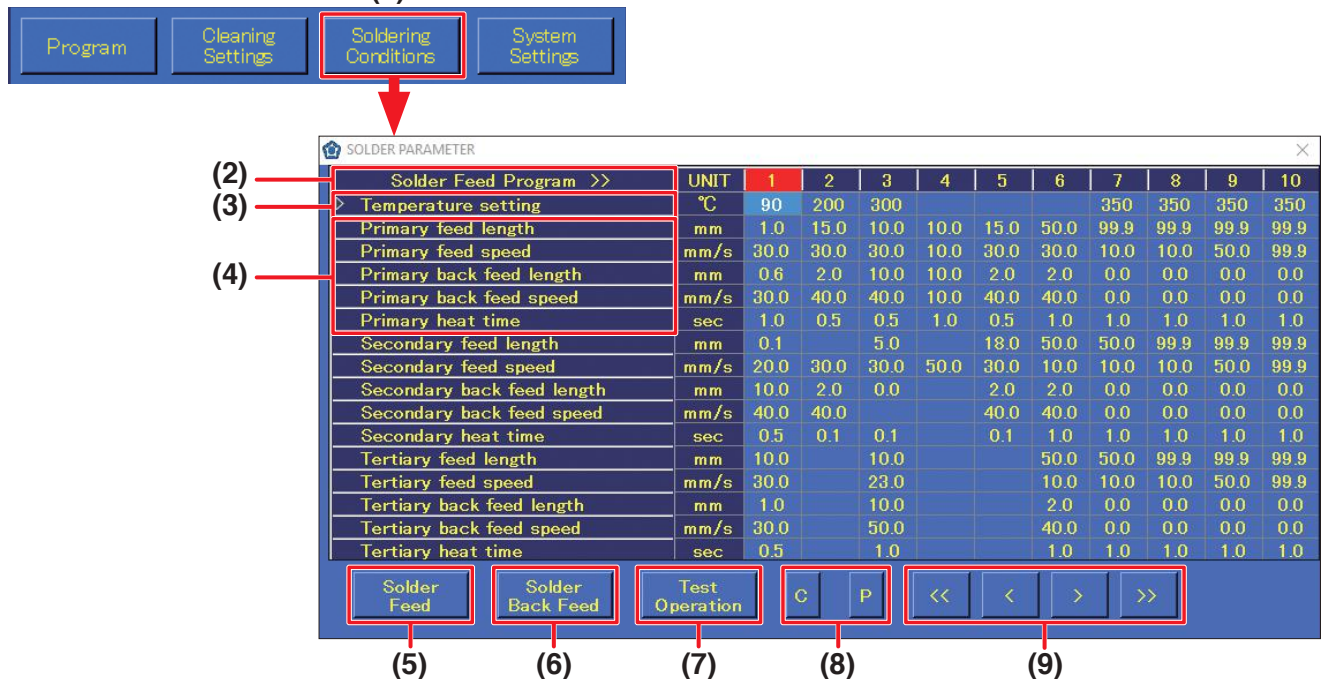 Program Cleaning Settings Soldering Conditions System Settings
SOLDER PARAMETER
(2) Solder Feed Program >> UNIT 1 2 3 4 5 6 7 8 9 10
(3) Temperature setting ℃ 90 200 300 350 350 350 350
Primary feed length mm 1.0 15.0 10.0 10.0 15.0 50.0 99.9 99.9 99.9 99.9
Primary feed speed mm/s 30.0 30.0 30.0 10.0 30.0 30.0 10.0 10.0 50.0 99.9
(4) Primary back feed length mm 0.6 2.0 10.0 10.0 2.0 2.0 0.0 0.0 0.0 0.0
Primary back feed speed mm/s 30.0 40.0 40.0 10.0 40.0 40.0 0.0 0.0 0.0 0.0
Primary heat time sec 1.0 0.5 0.5 1.0 0.5 1.0 1.0 1.0 1.0 1.0
Secondary feed length mm 0.1 5.0 18.0 50.0 50.0 99.9 99.9 99.9
Secondary feed speed mm/s 20.0 30.0 30.0 50.0 30.0 10.0 10.0 10.0 50.0 99.9
Secondary back feed length mm 10.0 2.0 0.0 2.0 2.0 0.0 0.0 0.0 0.0
Secondary back feed speed mm/s 40.0 40.0 40.0 40.0 0.0 0.0 0.0 0.0
Secondary heat time sec 0.5 0.1 0.1 0.1 1.0 1.0 1.0 1.0 1.0
Tertiary feed length mm 10.0 10.0 50.0 50.0 99.9 99.9 99.9
Tertiary feed speed mm/s 30.0 23.0 10.0 10.0 10.0 50.0 99.9
Tertiary back feed length mm 1.0 10.0 2.0 0.0 0.0 0.0 0.0
Tertiary back feed speed mm/s 30.0 50.0 40.0 0.0 0.0 0.0 0.0
Tertiary heat time sec 0.5 1.0 1.0 1.0 1.0 1.0 1.0
Solder Feed Solder Back Feed Test Operation C P << < > >>
(5) (6) (7) (8) (9)